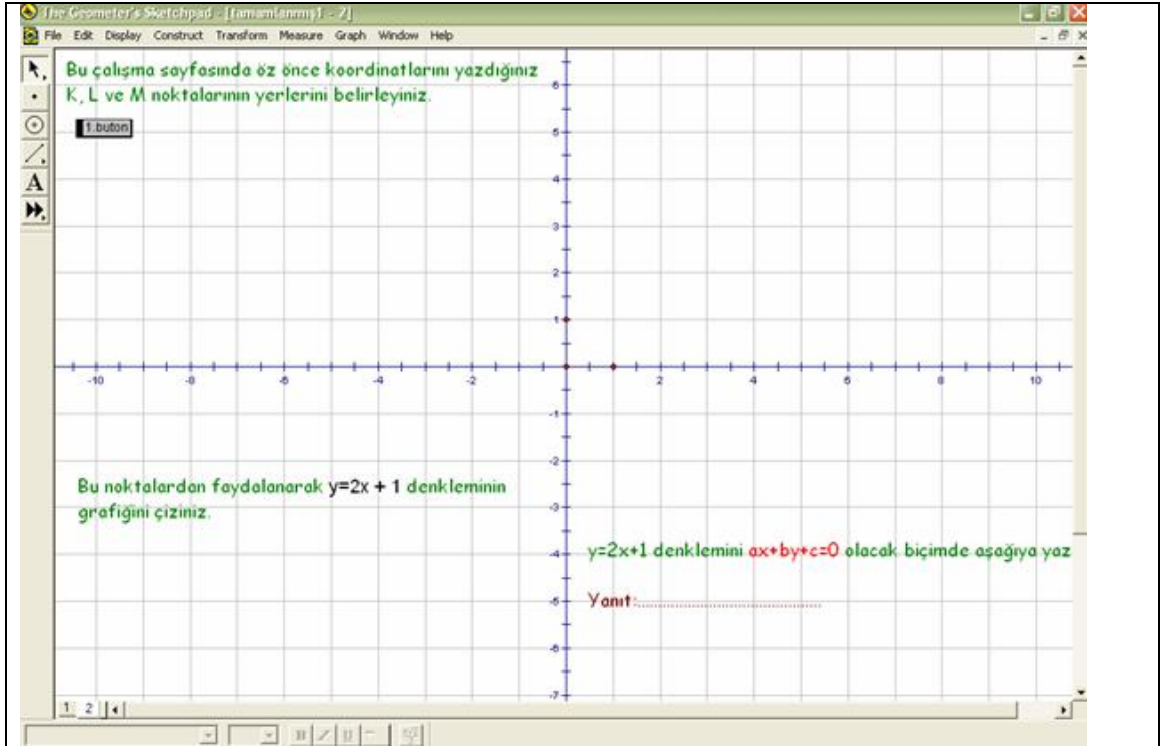 The Geometer's Sketchpad - [tamamlanmış1 - 2]
File Edit Display Construct Transform Measure Graph Window Help
Bu çalışma sayfasında öz önce koordinatlarını yazdığınız
K, L ve M noktalarının yerlerini belirleyiniz.
1.buton
A
6
5
4
3
2
1
-10 -8 -6 -4 -2 2 4 6 8 10
-1
-2
Bu noktalardan faydalanarak y=2x + 1 denkleminin
grafiğini çiziniz.
-3
-4
y=2x+1 denklemini ax+by+c=0 olacak biçimde aşağıya yaz
-5
Yanıt:..........................................
-6
-7
1 2
B I U